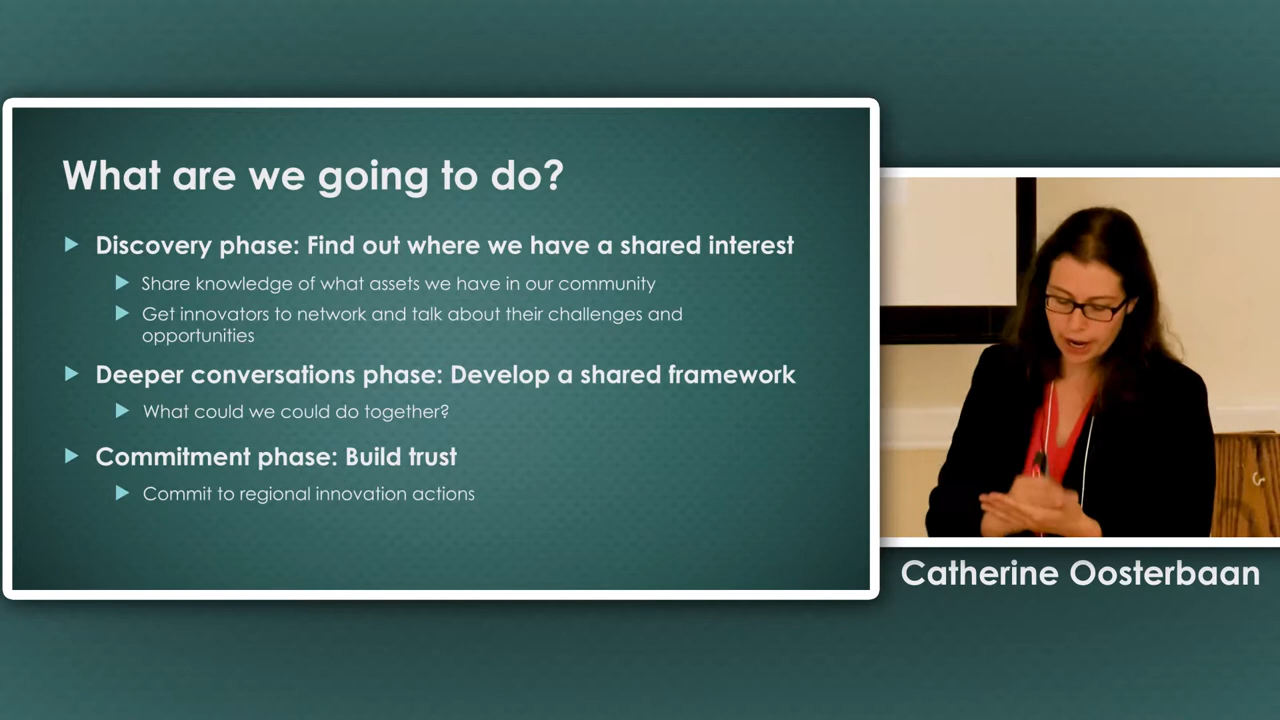 What are we going to do?
Discovery phase: Find out where we have a shared interest
Share knowledge of what assets we have in our community
Get innovators to network and talk about their challenges and
opportunities
Deeper conversations phase: Develop a shared framework
What could we could do together?
Commitment phase: Build trust
Commit to regional innovation actions
Catherine Oosterbaan